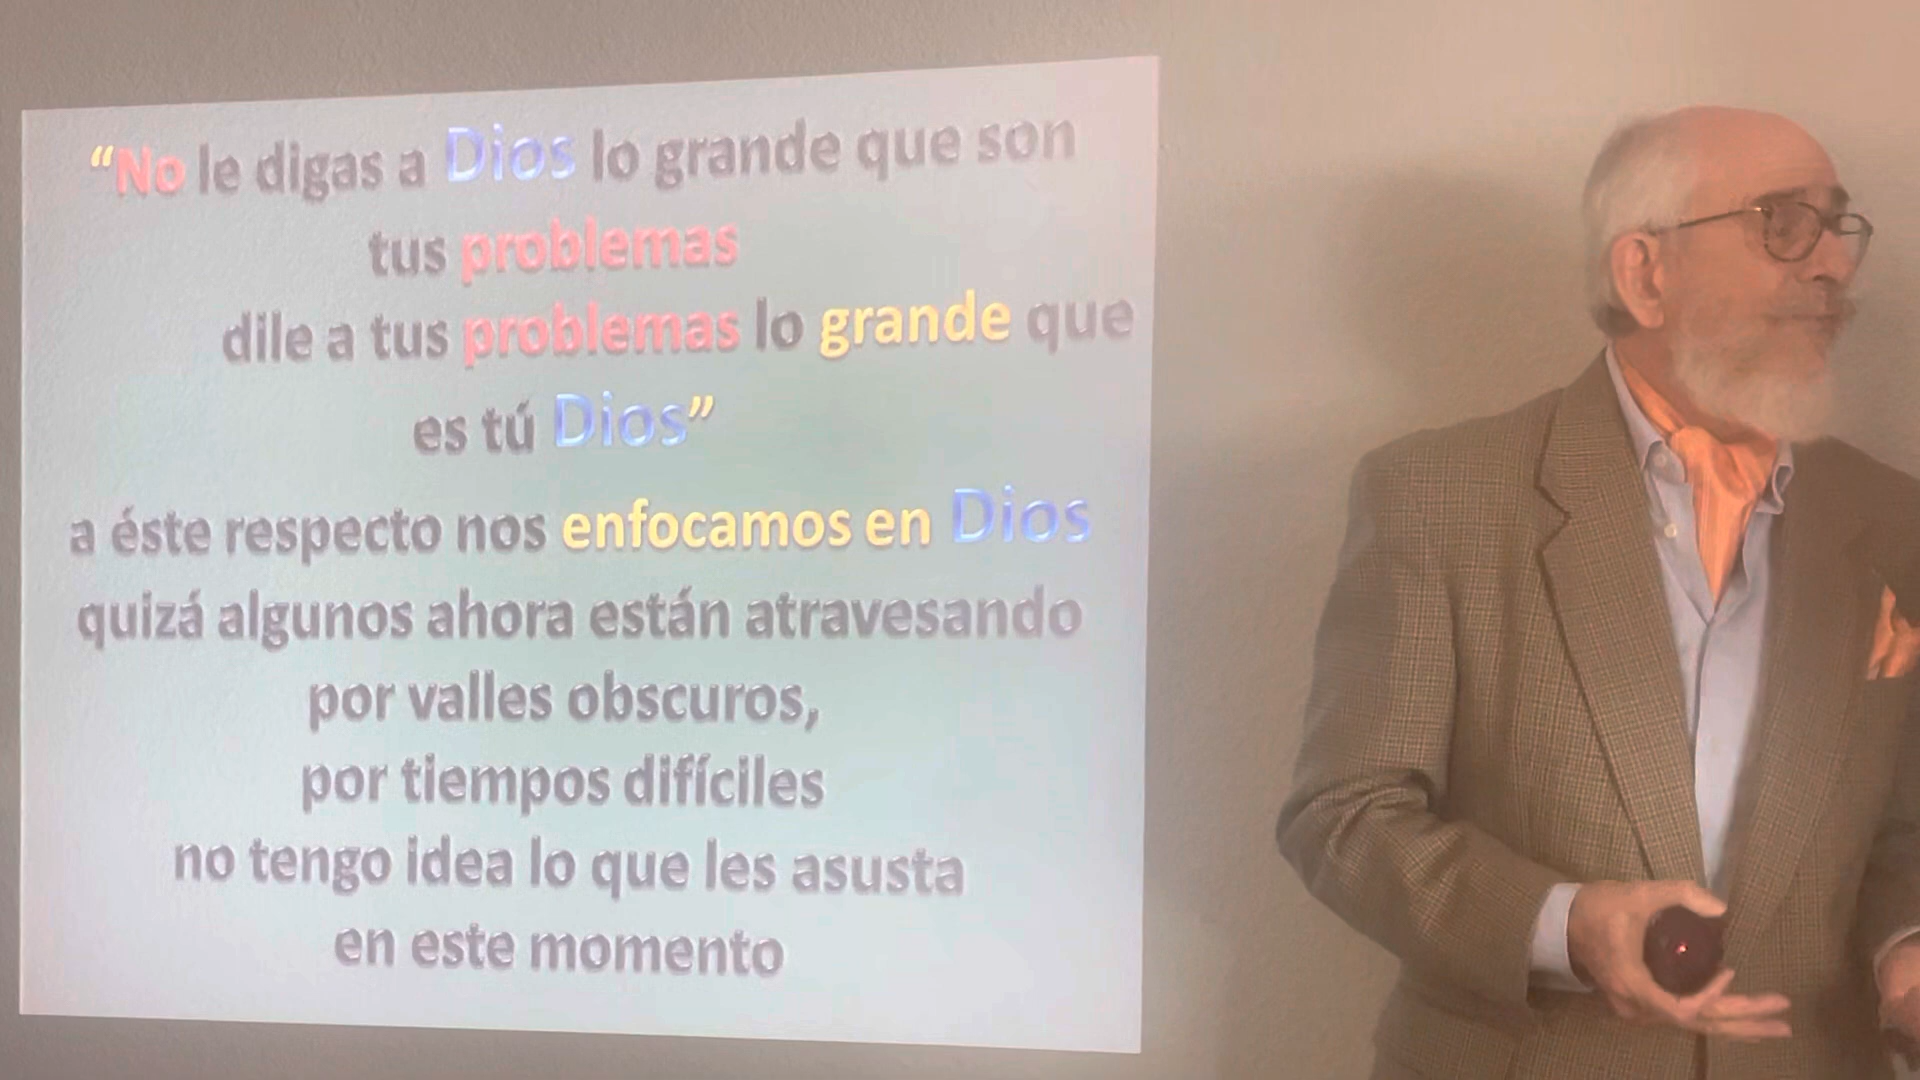 “No le digas a Dios lo grande que son
tus problemas
dile a tus problemas lo grande que
es tú Dios”
a éste respecto nos enfocamos en Dios
quizá algunos ahora están atravesando
por valles obscuros,
por tiempos difíciles
no tengo idea lo que les asusta
en este momento